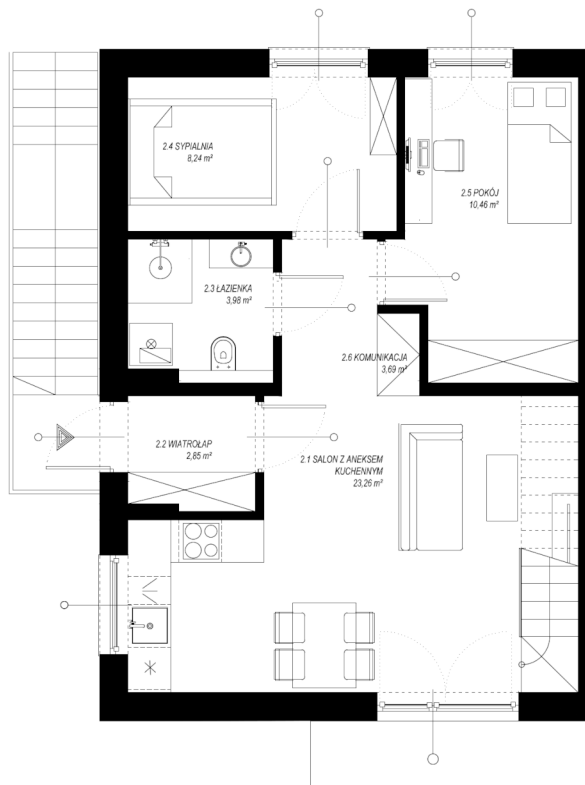 2.4 SYPIALNIA
8,24 m²
2.5 POKÓJ
10,46 m²
2.3 ŁAZIENKA
3,98 m²
2.6 KOMUNIKACJA
3,69 m²
2.2 WIATROŁAP
2,85 m²
2.1 SALON Z ANEKSEM
KUCHENNYM
23,26 m²